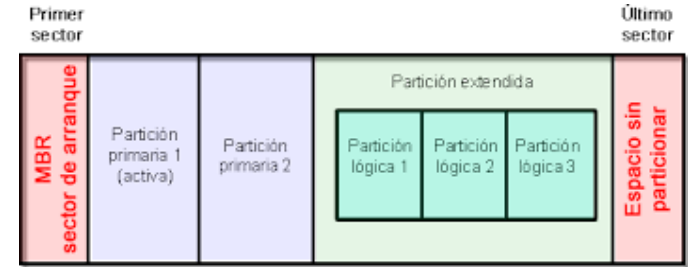 Primer
sector
Último
sector
MBR
sector de arranque
Partición
primaria 1
(activa)
Partición
primaria 2
Partición extendida
Partición
lógica 1
Partición
lógica 2
Partición
lógica 3
Espacio sin
particionar